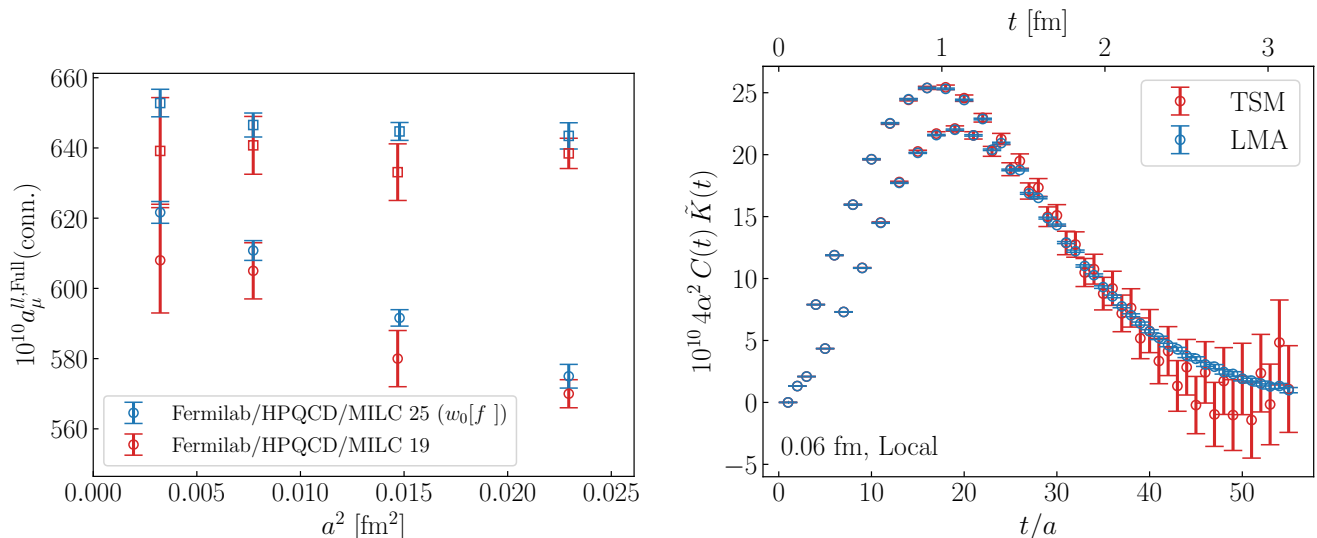 660
640
620
600
580
560
10^{10} a_μ^{ll,Full}(conn.)
Fermilab/HPQCD/MILC 25 (w_0[f ])
Fermilab/HPQCD/MILC 19
0.000 0.005 0.010 0.015 0.020 0.025
a^2 [fm^2]
t [fm]
0 1 2 3
25
20
15
10
5
0
−5
10^{10} 4α^2 C(t) K̃(t)
TSM
LMA
0.06 fm, Local
0 10 20 30 40 50
t/a